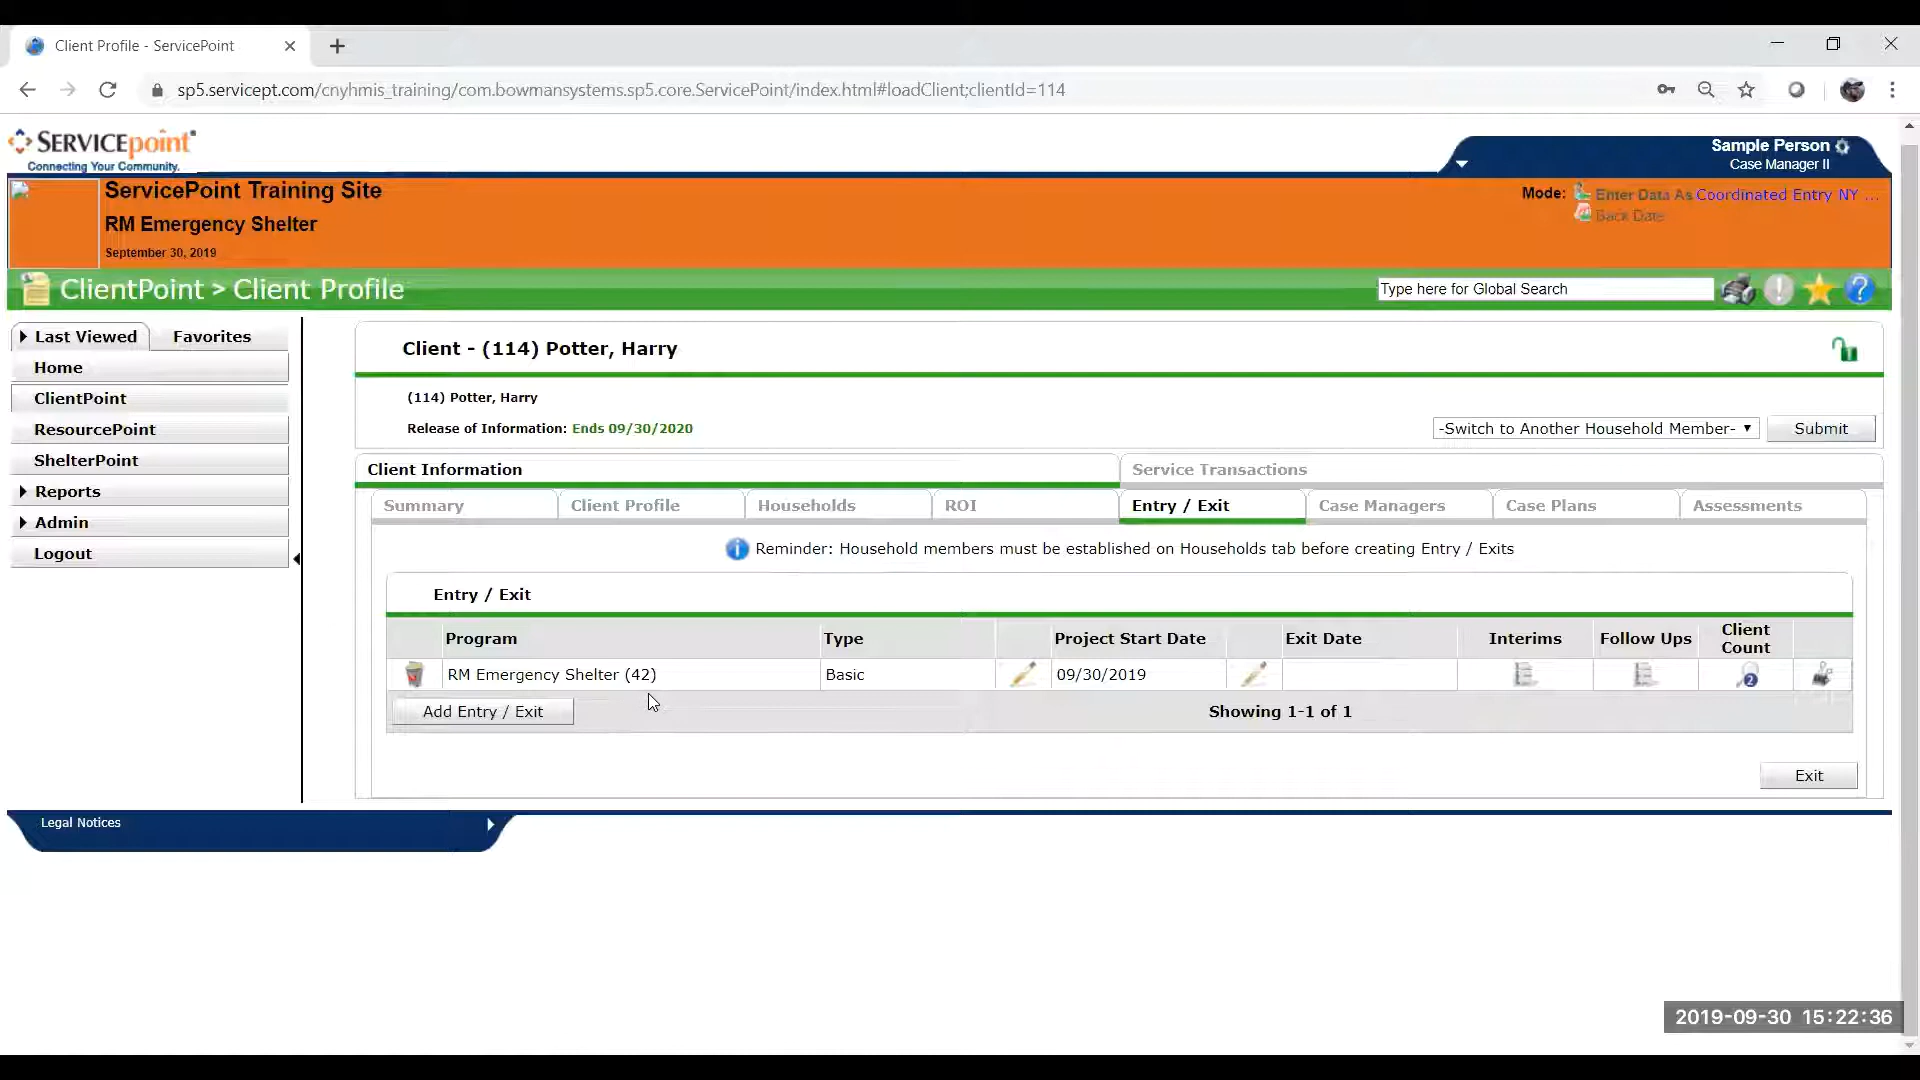 Client Profile - ServicePoint
sp5.servicept.com/cnyhmis_training/com.bowmansystems.sp5.core.ServicePoint/index.html#loadClient;clientId=114
SERVICEpoint
Connecting Your Community.
Sample Person
Case Manager II
ServicePoint Training Site
RM Emergency Shelter
September 30, 2019
Mode: Enter Data As Coordinated Entry NY ...
Back Date
ClientPoint > Client Profile
Type here for Global Search
Last Viewed
Favorites
Home
ClientPoint
ResourcePoint
ShelterPoint
Reports
Admin
Logout
Client - (114) Potter, Harry
(114) Potter, Harry
Release of Information: Ends 09/30/2020
-Switch to Another Household Member-
Submit
Client Information
Service Transactions
Summary
Client Profile
Households
ROI
Entry / Exit
Case Managers
Case Plans
Assessments
Reminder: Household members must be established on Households tab before creating Entry / Exits
Entry / Exit
Program
Type
Project Start Date
Exit Date
Interims
Follow Ups
Client Count
RM Emergency Shelter (42)
Basic
09/30/2019
2
Add Entry / Exit
Showing 1-1 of 1
Exit
Legal Notices
2019-09-30 15:22:36